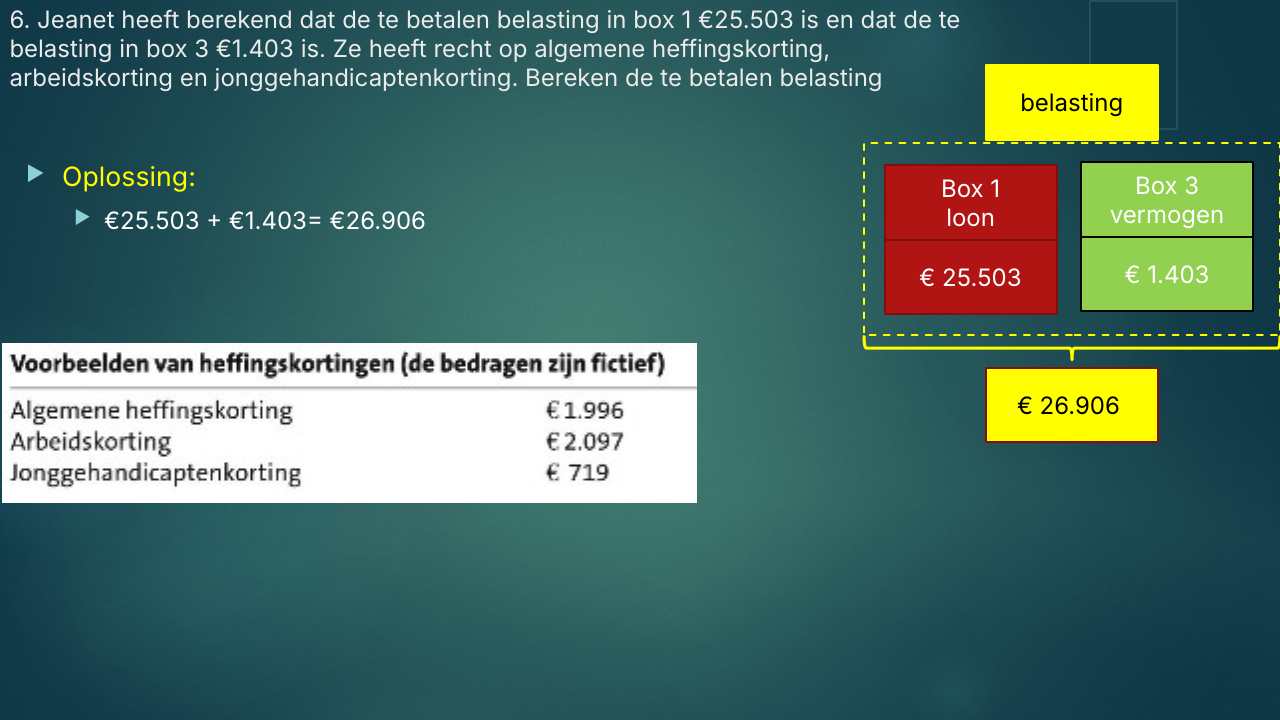 6. Jeanet heeft berekend dat de te betalen belasting in box 1 €25.503 is en dat de te
belasting in box 3 €1.403 is. Ze heeft recht op algemene heffingskorting,
arbeidskorting en jonggehandicaptenkorting. Bereken de te betalen belasting
belasting
Oplossing:
€25.503 + €1.403= €26.906
Box 1
loon
€ 25.503
Box 3
vermogen
€ 1.403
€ 26.906
Voorbeelden van heffingskortingen (de bedragen zijn fictief)
Algemene heffingskorting € 1.996
Arbeidskorting € 2.097
Jonggehandicaptenkorting € 719